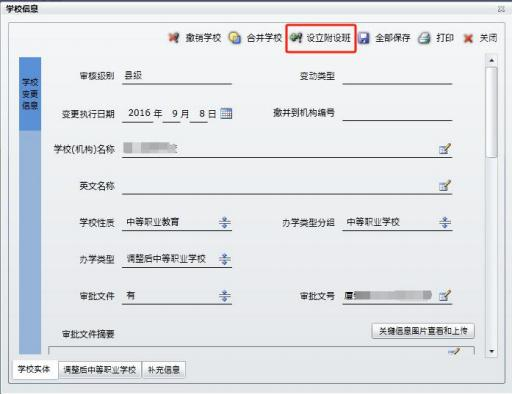 学校信息
撤销学校 合并学校 设立附设班 全部保存 打印 关闭
学校变更信息
审核级别 县级 变动类型
变更执行日期 2016 年 9 月 8 日 撤并到机构编号
学校(机构)名称
英文名称
学校性质 中等职业教育 办学类型分组 中等职业学校
办学类型 调整后中等职业学校
审批文件 有 审批文号 厦
审批文件摘要 关键信息图片查看和上传
学校实体 调整后中等职业学校 补充信息